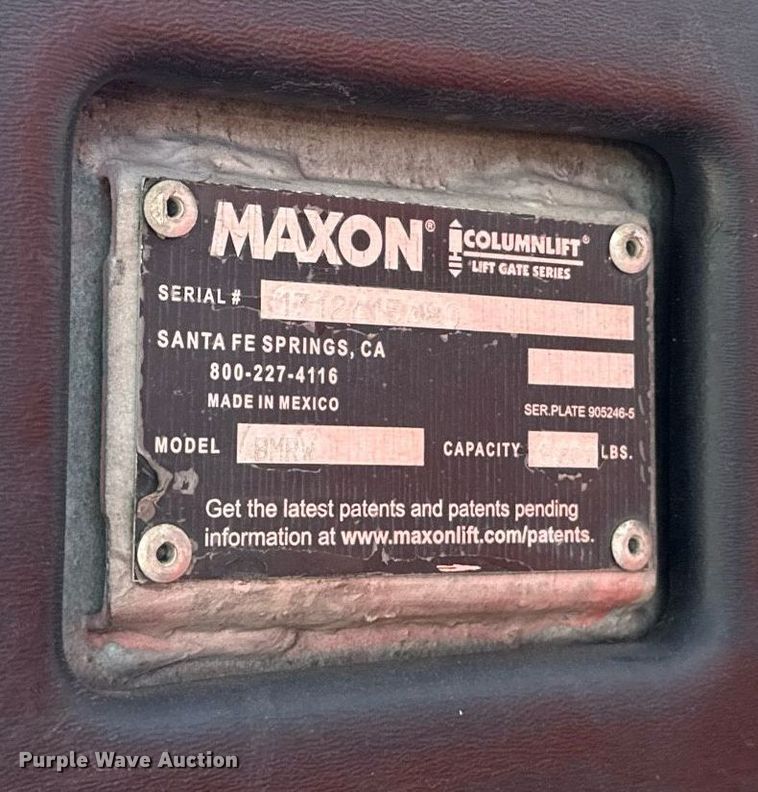 MAXON® COLUMNLIFT®
LIFT GATE SERIES
SERIAL #
SANTA FE SPRINGS, CA
800-227-4116
MADE IN MEXICO
SER.PLATE 905246-5
MODEL BMRW CAPACITY LBS.
Get the latest patents and patents pending
information at www.maxonlift.com/patents.
Purple Wave Auction